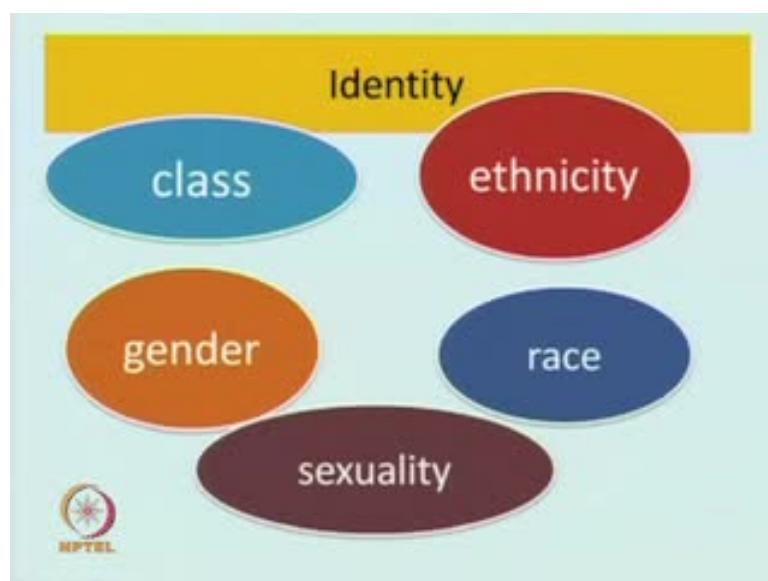 Identity
class
ethnicity
gender
race
sexuality
NPTEL